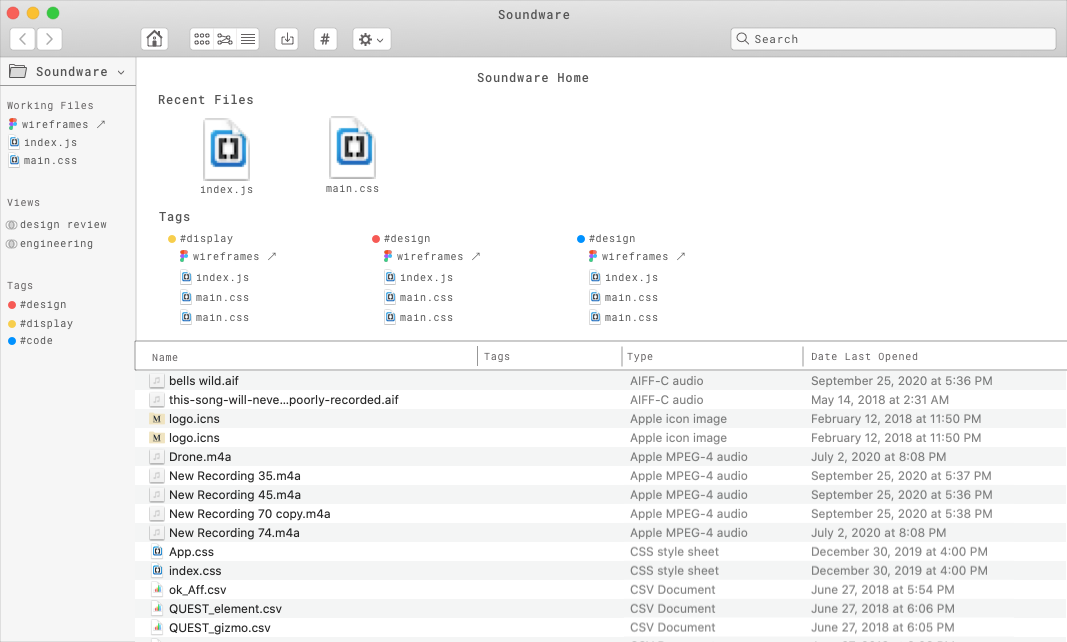 Soundware
#
Search
Soundware
Working Files
wireframes ↗
index.js
main.css
Views
design review
engineering
Tags
#design
#display
#code
Soundware Home
Recent Files
index.js main.css
Tags
#display #design #design
wireframes ↗ wireframes ↗ wireframes ↗
index.js index.js index.js
main.css main.css main.css
main.css main.css main.css
Name Tags Type Date Last Opened
bells wild.aif AIFF-C audio September 25, 2020 at 5:36 PM
this-song-will-neve...poorly-recorded.aif AIFF-C audio May 14, 2018 at 2:31 AM
M logo.icns Apple icon image February 12, 2018 at 11:50 PM
M logo.icns Apple icon image February 12, 2018 at 11:50 PM
Drone.m4a Apple MPEG-4 audio July 2, 2020 at 8:08 PM
New Recording 35.m4a Apple MPEG-4 audio September 25, 2020 at 5:37 PM
New Recording 45.m4a Apple MPEG-4 audio September 25, 2020 at 5:36 PM
New Recording 70 copy.m4a Apple MPEG-4 audio September 25, 2020 at 5:38 PM
New Recording 74.m4a Apple MPEG-4 audio July 2, 2020 at 8:08 PM
App.css CSS style sheet December 30, 2019 at 4:00 PM
index.css CSS style sheet December 30, 2019 at 4:00 PM
ok_Aff.csv CSV Document June 27, 2018 at 5:54 PM
QUEST_element.csv CSV Document June 27, 2018 at 6:06 PM
QUEST_gizmo.csv CSV Document June 27, 2018 at 6:05 PM